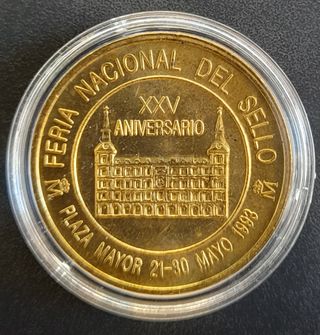 FERIA NACIONAL DEL SELLO
XXV
ANIVERSARIO
PLAZA MAYOR 21-30 MAYO 1993